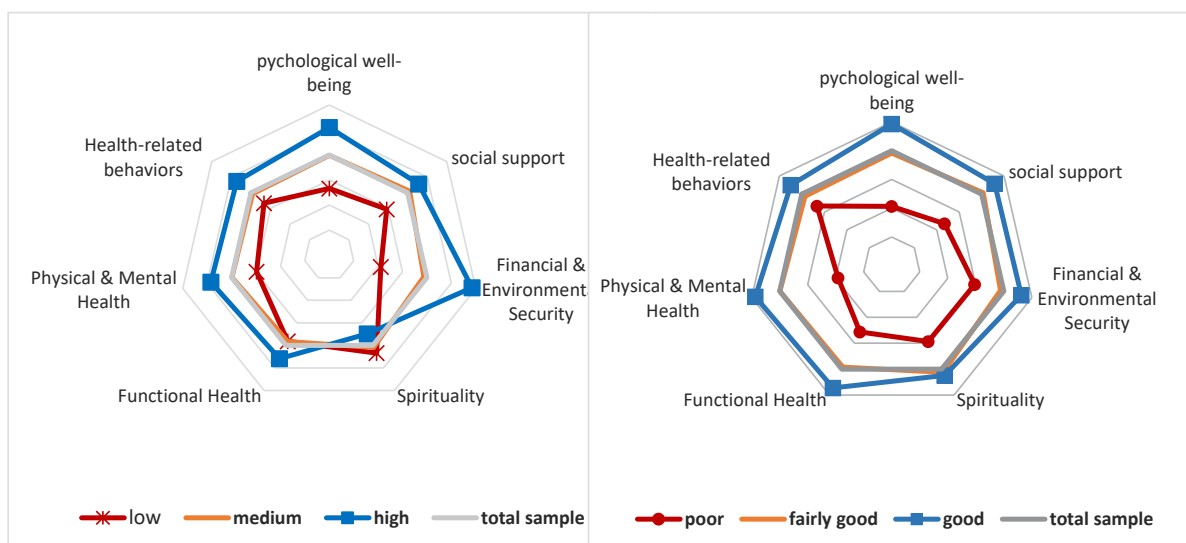 pychological well-
being
social support
Financial &
Environmental
Security
Spirituality
Functional Health
Physical & Mental
Health
Health-related
behaviors
low medium high total sample
pychological well-
being
social support
Financial &
Environmental
Security
Spirituality
Functional Health
Physical & Mental
Health
Health-related
behaviors
poor fairly good good total sample